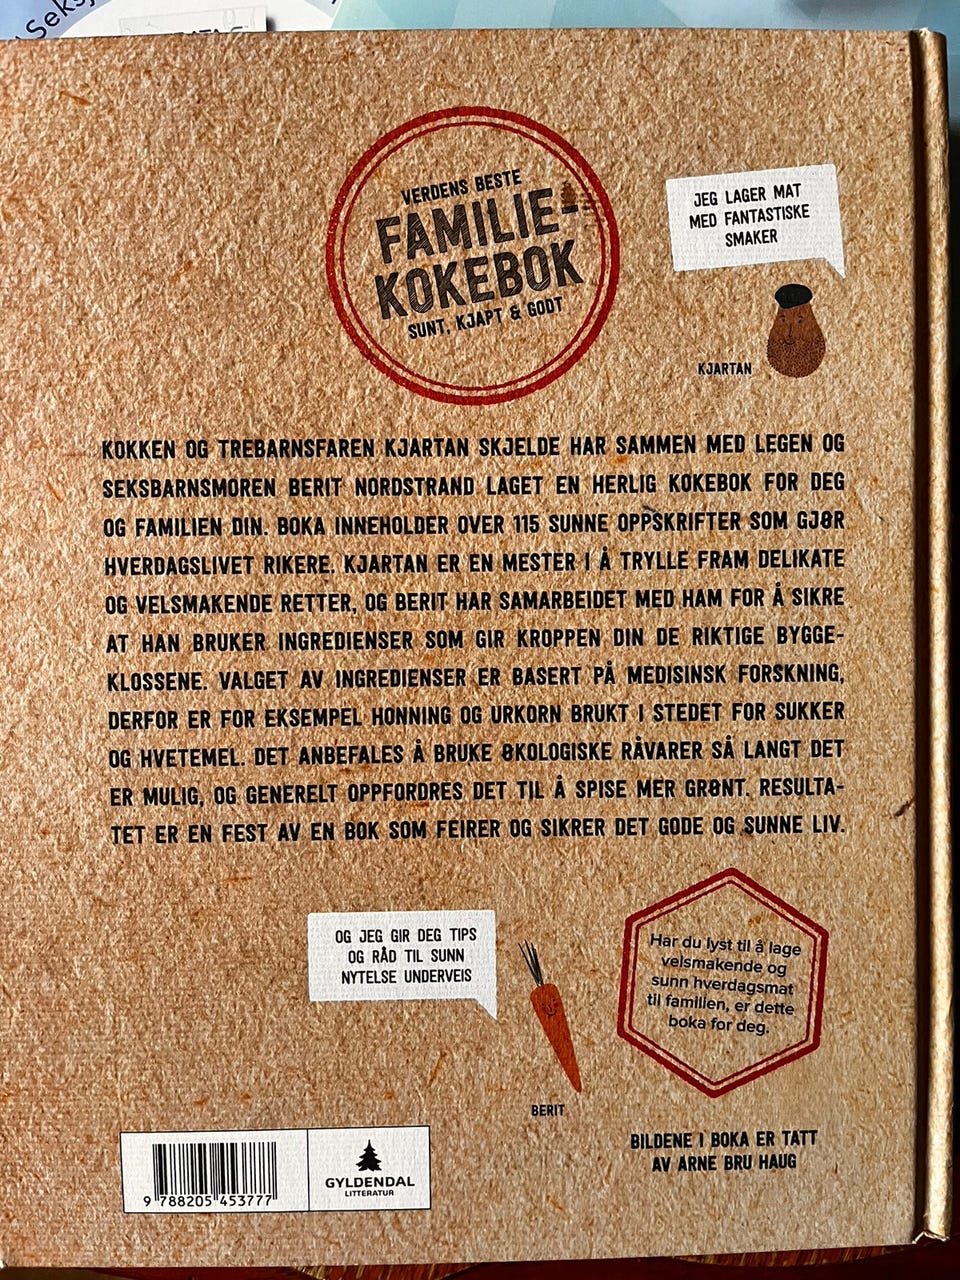 Seksj
VERDENS BESTE
FAMILIE-
KOKEBOK
SUNT, KJAPT & GODT
JEG LAGER MAT
MED FANTASTISKE
SMAKER
KJARTAN
KOKKEN OG TREBARNSFAREN KJARTAN SKJELDE HAR SAMMEN MED LEGEN OG
SEKSBARNSMOREN BERIT NORDSTRAND LAGET EN HERLIG KOKEBOK FOR DEG
OG FAMILIEN DIN. BOKA INNEHOLDER OVER 115 SUNNE OPPSKRIFTER SOM GJØR
HVERDAGSLIVET RIKERE. KJARTAN ER EN MESTER I Å TRYLLE FRAM DELIKATE
OG VELSMAKENDE RETTER, OG BERIT HAR SAMARBEIDET MED HAM FOR Å SIKRE
AT HAN BRUKER INGREDIENSER SOM GIR KROPPEN DIN DE RIKTIGE BYGGE-
KLOSSENE. VALGET AV INGREDIENSER ER BASERT PÅ MEDISINSK FORSKNING,
DERFOR ER FOR EKSEMPEL HONNING OG URKORN BRUKT I STEDET FOR SUKKER
OG HVETEMEL. DET ANBEFALES Å BRUKE ØKOLOGISKE RÅVARER SÅ LANGT DET
ER MULIG, OG GENERELT OPPFORDRES DET TIL Å SPISE MER GRØNT. RESULTA-
TET ER EN FEST AV EN BOK SOM FEIRER OG SIKRER DET GODE OG SUNNE LIV.
OG JEG GIR DEG TIPS
OG RÅD TIL SUNN
NYTELSE UNDERVEIS
BERIT
Har du lyst til å lage
velsmakende og
sunn hverdagsmat
til familien, er dette
boka for deg.
BILDENE I BOKA ER TATT
AV ARNE BRU HAUG
9 788205 453777
GYLDENDAL
LITTERATUR